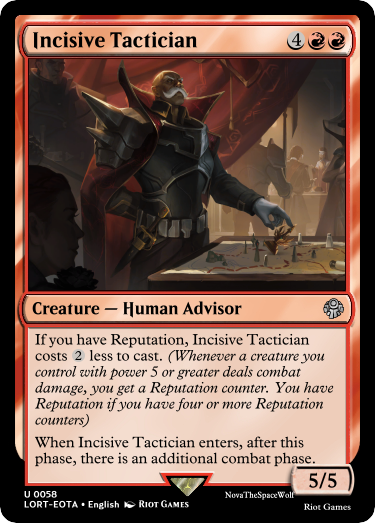 Incisive Tactician 4
Creature — Human Advisor
If you have Reputation, Incisive Tactician
costs 2 less to cast. (Whenever a creature you
control with power 5 or greater deals combat
damage, you get a Reputation counter. You have
Reputation if you have four or more Reputation
counters)
When Incisive Tactician enters, after this
phase, there is an additional combat phase.
5/5
U 0058
LORT-EOTA • English Riot Games
NovaTheSpaceWolf
Riot Games